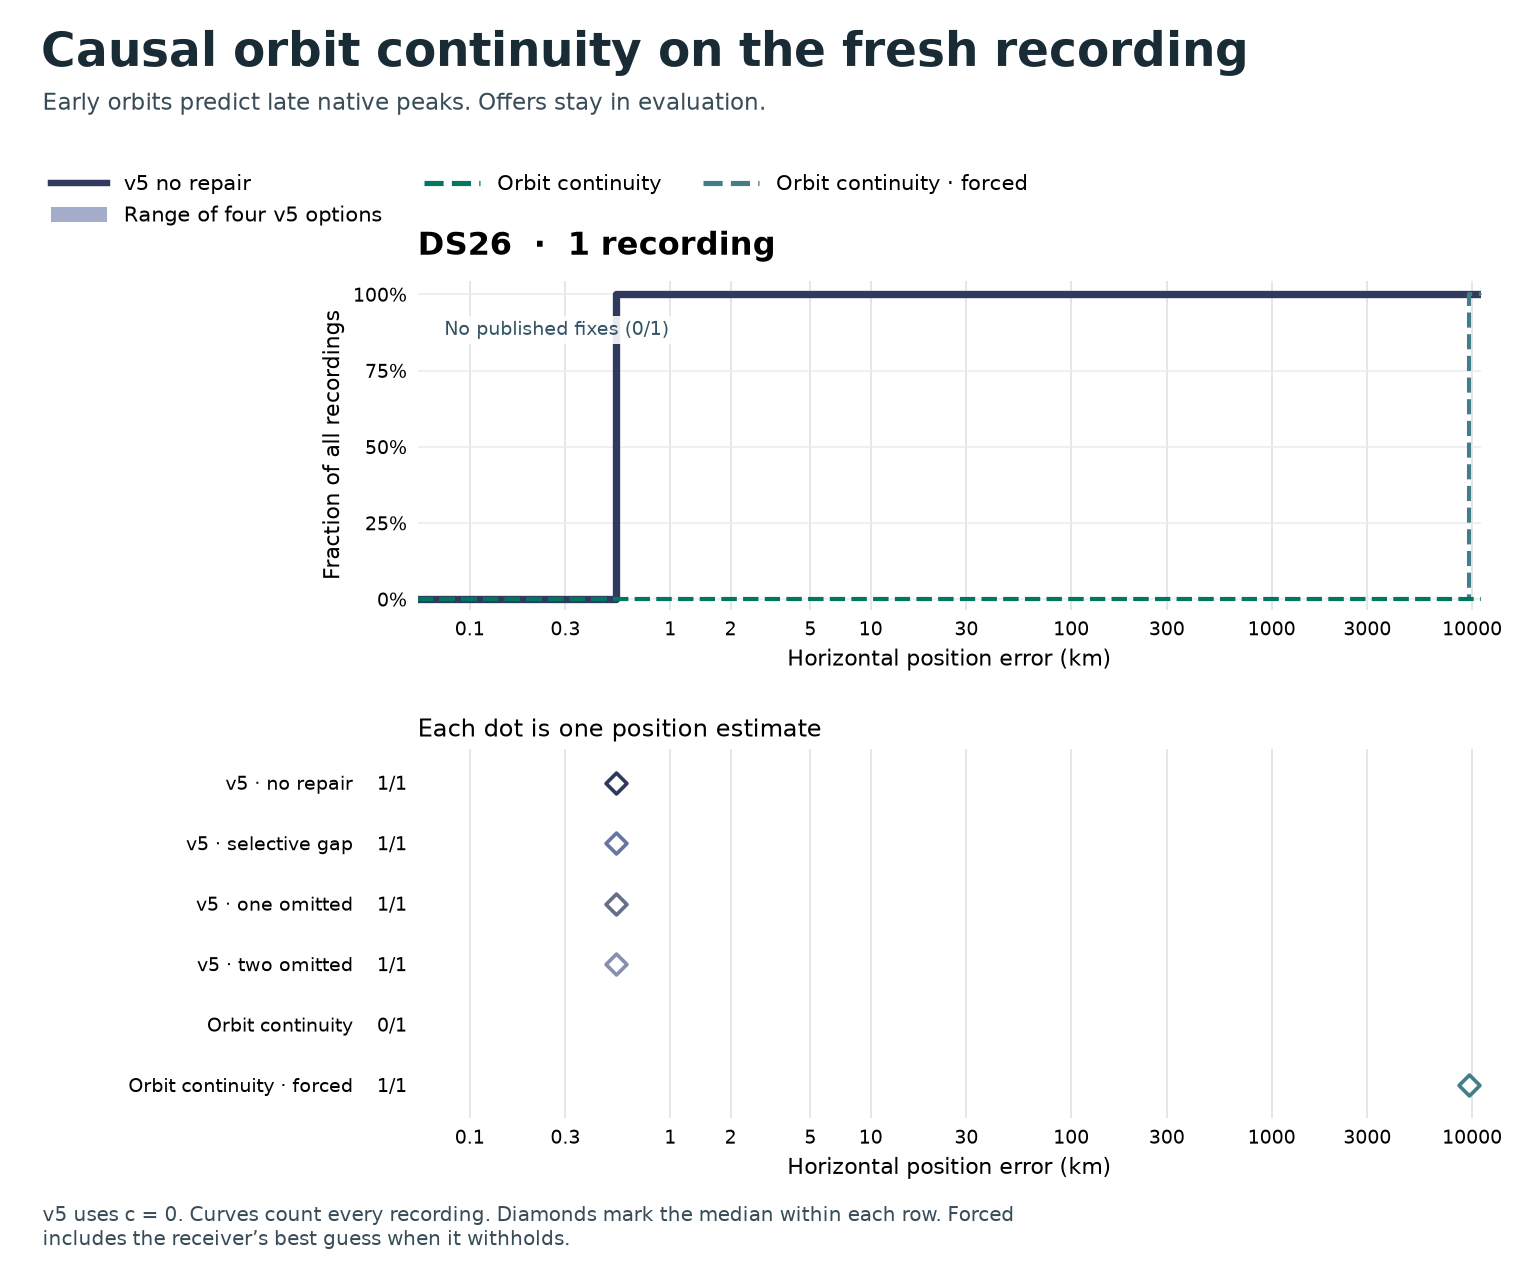 Causal orbit continuity on the fresh recording
Early orbits predict late native peaks. Offers stay in evaluation.
v5 no repair
Range of four v5 options
Orbit continuity
Orbit continuity · forced
DS26 · 1 recording
Fraction of all recordings
100%
75%
50%
25%
0%
No published fixes (0/1)
0.1 0.3 1 2 5 10 30 100 300 1000 3000 10000
Horizontal position error (km)
Each dot is one position estimate
v5 · no repair 1/1
v5 · selective gap 1/1
v5 · one omitted 1/1
v5 · two omitted 1/1
Orbit continuity 0/1
Orbit continuity · forced 1/1
0.1 0.3 1 2 5 10 30 100 300 1000 3000 10000
Horizontal position error (km)
v5 uses c = 0. Curves count every recording. Diamonds mark the median within each row. Forced
includes the receiver’s best guess when it withholds.